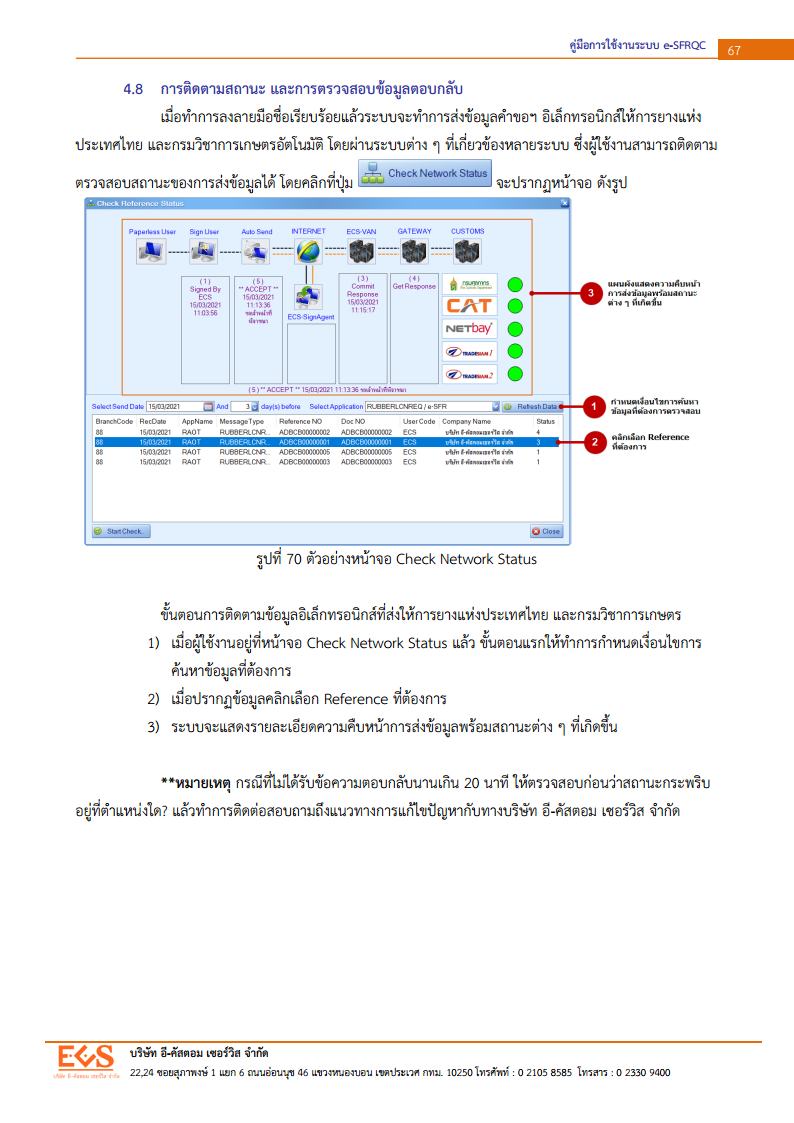 คู่มือการใช้งานระบบ e-SFRQC 67
4.8 การติดตามสถานะ และการตรวจสอบข้อมูลตอบกลับ
เมื่อทำการลงลายมือชื่อเรียบร้อยแล้วระบบจะทำการส่งข้อมูลคำขอฯ อิเล็กทรอนิกส์ให้การยางแห่ง
ประเทศไทย และกรมวิชาการเกษตรอัตโนมัติ โดยผ่านระบบต่าง ๆ ที่เกี่ยวข้องหลายระบบ ซึ่งผู้ใช้งานสามารถติดตาม
ตรวจสอบสถานะของการส่งข้อมูลได้ โดยคลิกที่ปุ่ม Check Network Status จะปรากฏหน้าจอ ดังรูป
Check Reference Status
Paperless User Sign User Auto Send INTERNET ECS-VAN GATEWAY CUSTOMS
( 1 )
Signed By
ECS
15/03/2021
11:03:56
( 5 )
** ACCEPT **
15/03/2021
11:13:36
รอเจ้าหน้าที่
พิจารณา
ECS-SignAgent
( 3 )
Commit
Response
15/03/2021
11:15:17
( 4 )
Get Response
กรมศุลกากร
CAT
NETbay
TRADESIAM 1
TRADESIAM 2
( 5 ) ** ACCEPT ** 15/03/2021 11:13:36 รอเจ้าหน้าที่พิจารณา
3 แผนผังแสดงความคืบหน้า
การส่งข้อมูลพร้อมสถานะ
ต่าง ๆ ที่เกิดขึ้น
Select Send Date 15/03/2021 And 3 day(s) before Select Application RUBBERLCNREQ / e-SFR Refresh Data
1 กำหนดเงื่อนไขการค้นหา
ข้อมูลที่ต้องการตรวจสอบ
BranchCode RecDate AppName MessageType Reference NO Doc NO User Code Company Name Status
88 15/03/2021 RAOT RUBBERLCNR... ADBCB00000002 ADBCB00000002 ECS บริษัท อี-คัสตอมเซอร์วิส จำกัด 4
88 15/03/2021 RAOT RUBBERLCNR... ADBCB00000001 ADBCB00000001 ECS บริษัท อี-คัสตอมเซอร์วิส จำกัด 3
88 15/03/2021 RAOT RUBBERLCNR... ADBCB00000005 ADBCB00000005 ECS บริษัท อี-คัสตอมเซอร์วิส จำกัด 1
88 15/03/2021 RAOT RUBBERLCNR... ADBCB00000003 ADBCB00000003 ECS บริษัท อี-คัสตอมเซอร์วิส จำกัด 1
2 คลิกเลือก Reference
ที่ต้องการ
Start Check.. Close
รูปที่ 70 ตัวอย่างหน้าจอ Check Network Status
ขั้นตอนการติดตามข้อมูลอิเล็กทรอนิกส์ที่ส่งให้การยางแห่งประเทศไทย และกรมวิชาการเกษตร
1) เมื่อผู้ใช้งานอยู่ที่หน้าจอ Check Network Status แล้ว ขั้นตอนแรกให้ทำการกำหนดเงื่อนไขการ
ค้นหาข้อมูลที่ต้องการ
2) เมื่อปรากฏข้อมูลคลิกเลือก Reference ที่ต้องการ
3) ระบบจะแสดงรายละเอียดความคืบหน้าการส่งข้อมูลพร้อมสถานะต่าง ๆ ที่เกิดขึ้น
**หมายเหตุ กรณีที่ไม่ได้รับข้อความตอบกลับนานเกิน 20 นาที ให้ตรวจสอบก่อนว่าสถานะกระพริบ
อยู่ที่ตำแหน่งใด? แล้วทำการติดต่อสอบถามถึงแนวทางการแก้ไขปัญหากับทางบริษัท อี-คัสตอม เซอร์วิส จำกัด
ECS
บริษัท อี-คัสตอม เซอร์วิส จำกัด
บริษัท อี-คัสตอม เซอร์วิส จำกัด
22,24 ซอยสุภาพงษ์ 1 แยก 6 ถนนอ่อนนุช 46 แขวงหนองบอน เขตประเวศ กทม. 10250 โทรศัพท์ : 0 2105 8585 โทรสาร : 0 2330 9400